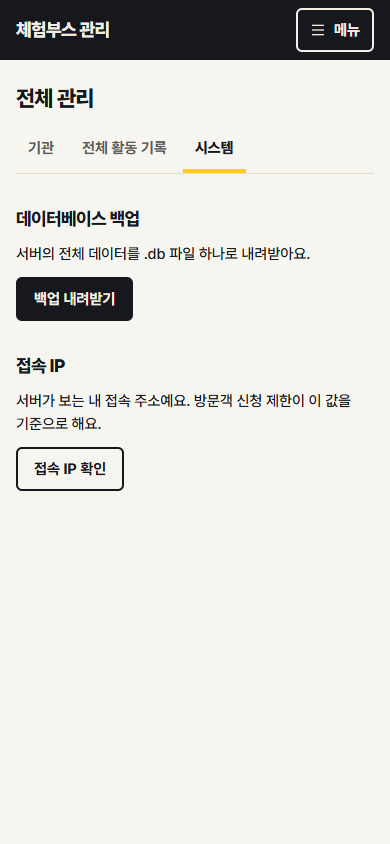 체험부스 관리
메뉴
전체 관리
기관
전체 활동 기록
시스템
데이터베이스 백업
서버의 전체 데이터를 .db 파일 하나로 내려받아요.
백업 내려받기
접속 IP
서버가 보는 내 접속 주소예요. 방문객 신청 제한이 이 값을
기준으로 해요.
접속 IP 확인